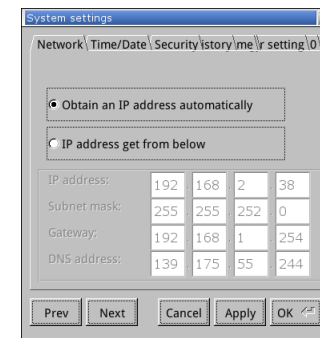 System settings
Network Time/Date Security istory me r setting 0
Obtain an IP address automatically
IP address get from below
IP address: 192 . 168 . 2 . 38
Subnet mask: 255 . 255 . 252 . 0
Gateway: 192 . 168 . 1 . 254
DNS address: 139 . 175 . 55 . 244
Prev Next Cancel Apply OK